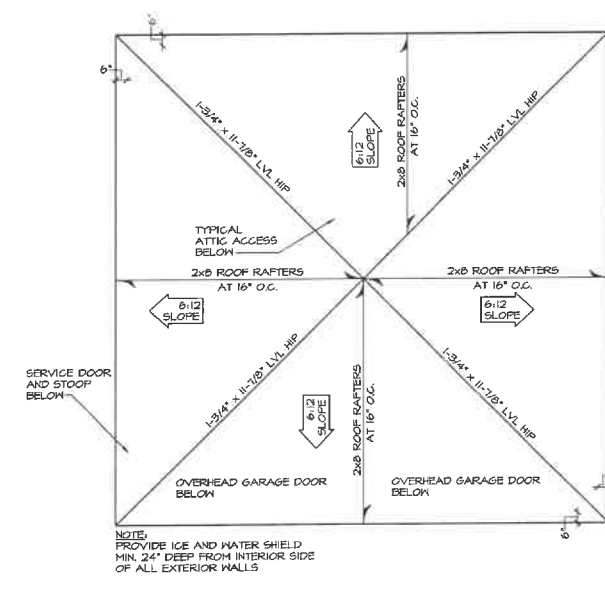 6"
6"
1-3/4" x 11-7/8" LVL HIP
6:12
SLOPE
2x8 ROOF RAFTERS
AT 16" O.C.
1-3/4" x 11-7/8" LVL HIP
TYPICAL
ATTIC ACCESS
BELOW
2x8 ROOF RAFTERS
AT 16" O.C.
2x8 ROOF RAFTERS
AT 16" O.C.
6:12
SLOPE
6:12
SLOPE
SERVICE DOOR
AND STOOP
BELOW
1-3/4" x 11-7/8" LVL HIP
6:12
SLOPE
2x8 ROOF RAFTERS
AT 16" O.C.
1-3/4" x 11-7/8" LVL HIP
OVERHEAD GARAGE DOOR
BELOW
OVERHEAD GARAGE DOOR
BELOW
6"
NOTE:
PROVIDE ICE AND WATER SHIELD
MIN. 24" DEEP FROM INTERIOR SIDE
OF ALL EXTERIOR WALLS